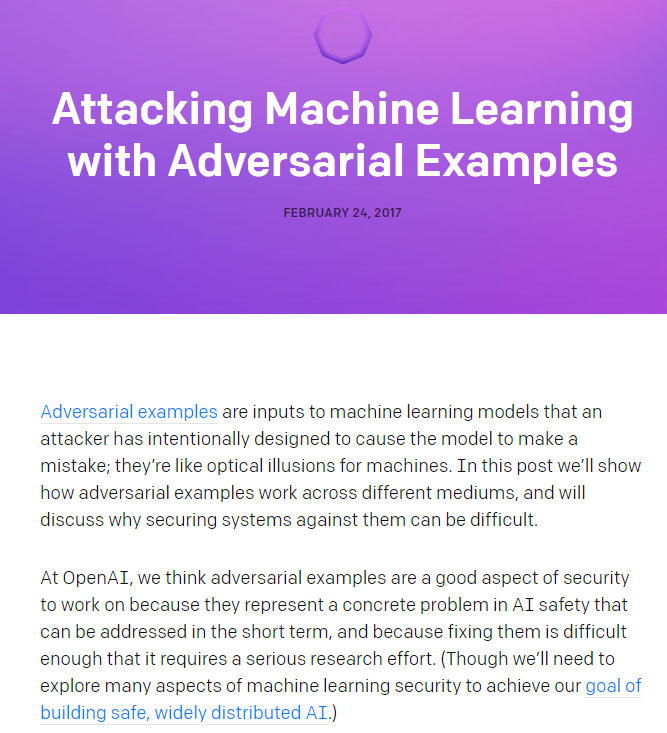 Attacking Machine Learning
with Adversarial Examples
FEBRUARY 24, 2017
Adversarial examples are inputs to machine learning models that an
attacker has intentionally designed to cause the model to make a
mistake; they’re like optical illusions for machines. In this post we’ll show
how adversarial examples work across different mediums, and will
discuss why securing systems against them can be difficult.
At OpenAI, we think adversarial examples are a good aspect of security
to work on because they represent a concrete problem in AI safety that
can be addressed in the short term, and because fixing them is difficult
enough that it requires a serious research effort. (Though we’ll need to
explore many aspects of machine learning security to achieve our goal of
building safe, widely distributed AI.)